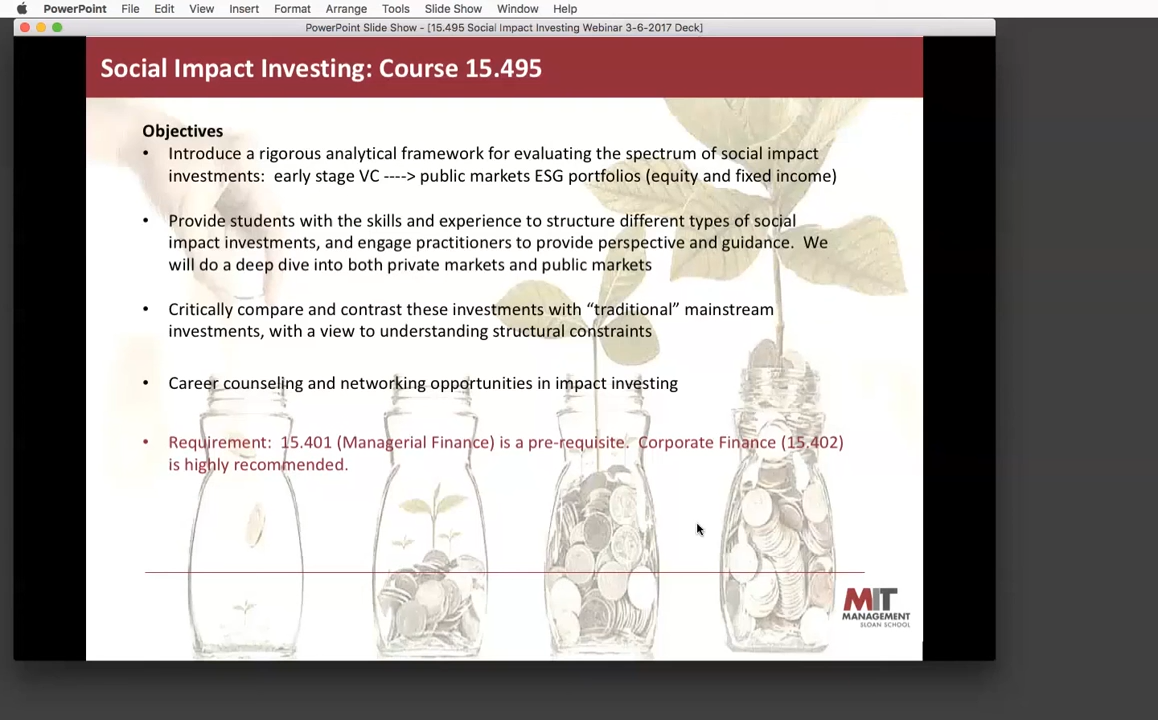 PowerPoint File Edit View Insert Format Arrange Tools Slide Show Window Help
PowerPoint Slide Show - [15.495 Social Impact Investing Webinar 3-6-2017 Deck]
Social Impact Investing: Course 15.495
Objectives
• Introduce a rigorous analytical framework for evaluating the spectrum of social impact
investments:  early stage VC ----> public markets ESG portfolios (equity and fixed income)
• Provide students with the skills and experience to structure different types of social
impact investments, and engage practitioners to provide perspective and guidance.  We
will do a deep dive into both private markets and public markets
• Critically compare and contrast these investments with “traditional” mainstream
investments, with a view to understanding structural constraints
• Career counseling and networking opportunities in impact investing
• Requirement:  15.401 (Managerial Finance) is a pre-requisite.  Corporate Finance (15.402)
is highly recommended.
MIT
MANAGEMENT
SLOAN SCHOOL